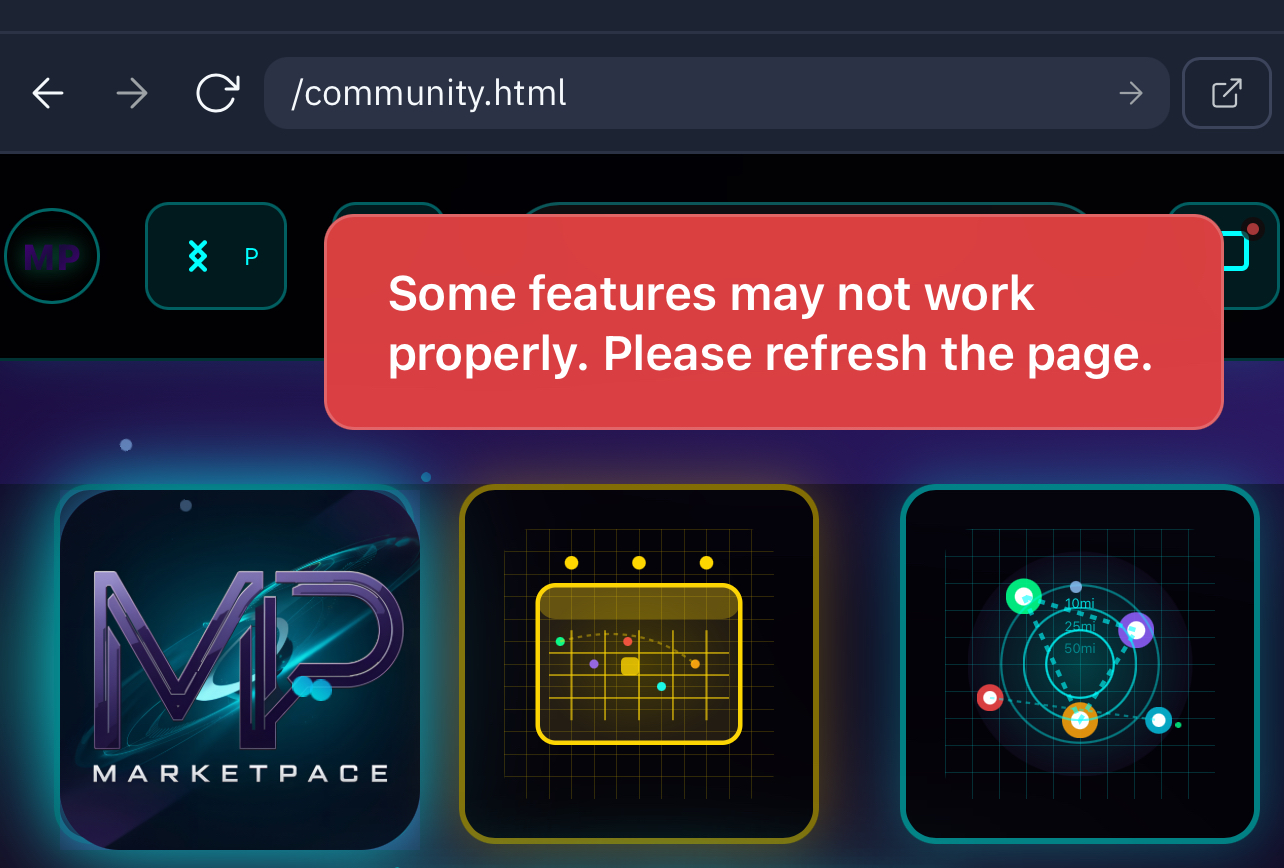 /community.html
MP
P
Some features may not work
properly. Please refresh the page.
MP
MARKETPACE
10mi
25mi
50mi